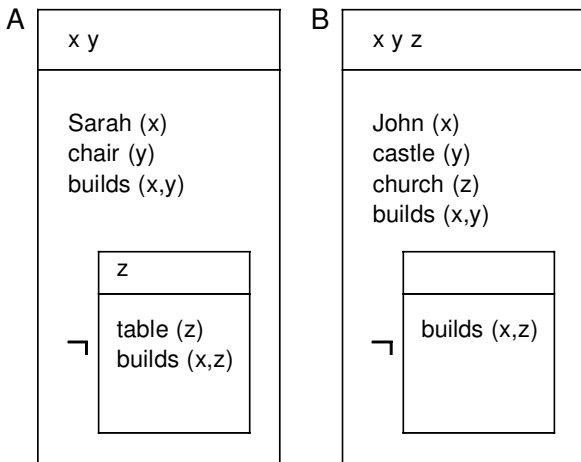 A
x y
Sarah (x)
chair (y)
builds (x,y)
z
¬
table (z)
builds (x,z)
B
x y z
John (x)
castle (y)
church (z)
builds (x,y)
¬
builds (x,z)